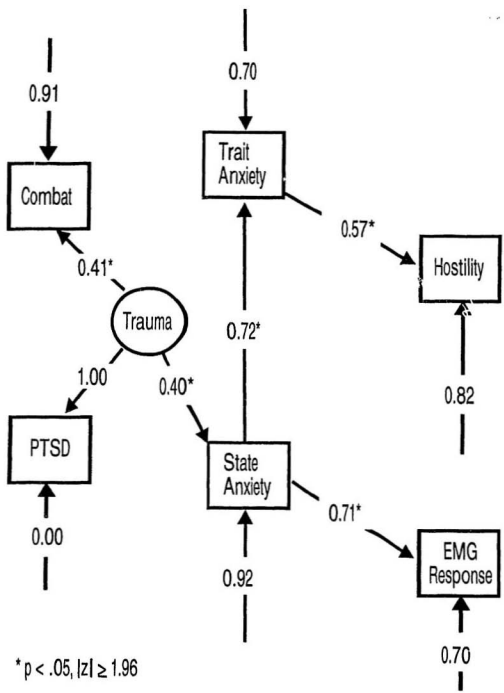 0.70
0.91
Trait
Anxiety
Combat
0.57*
Hostility
0.41*
Trauma
0.72*
1.00
0.40*
0.82
PTSD
State
Anxiety
0.71*
0.00
EMG
Response
0.92
0.70
* p < .05, |z| ≥ 1.96